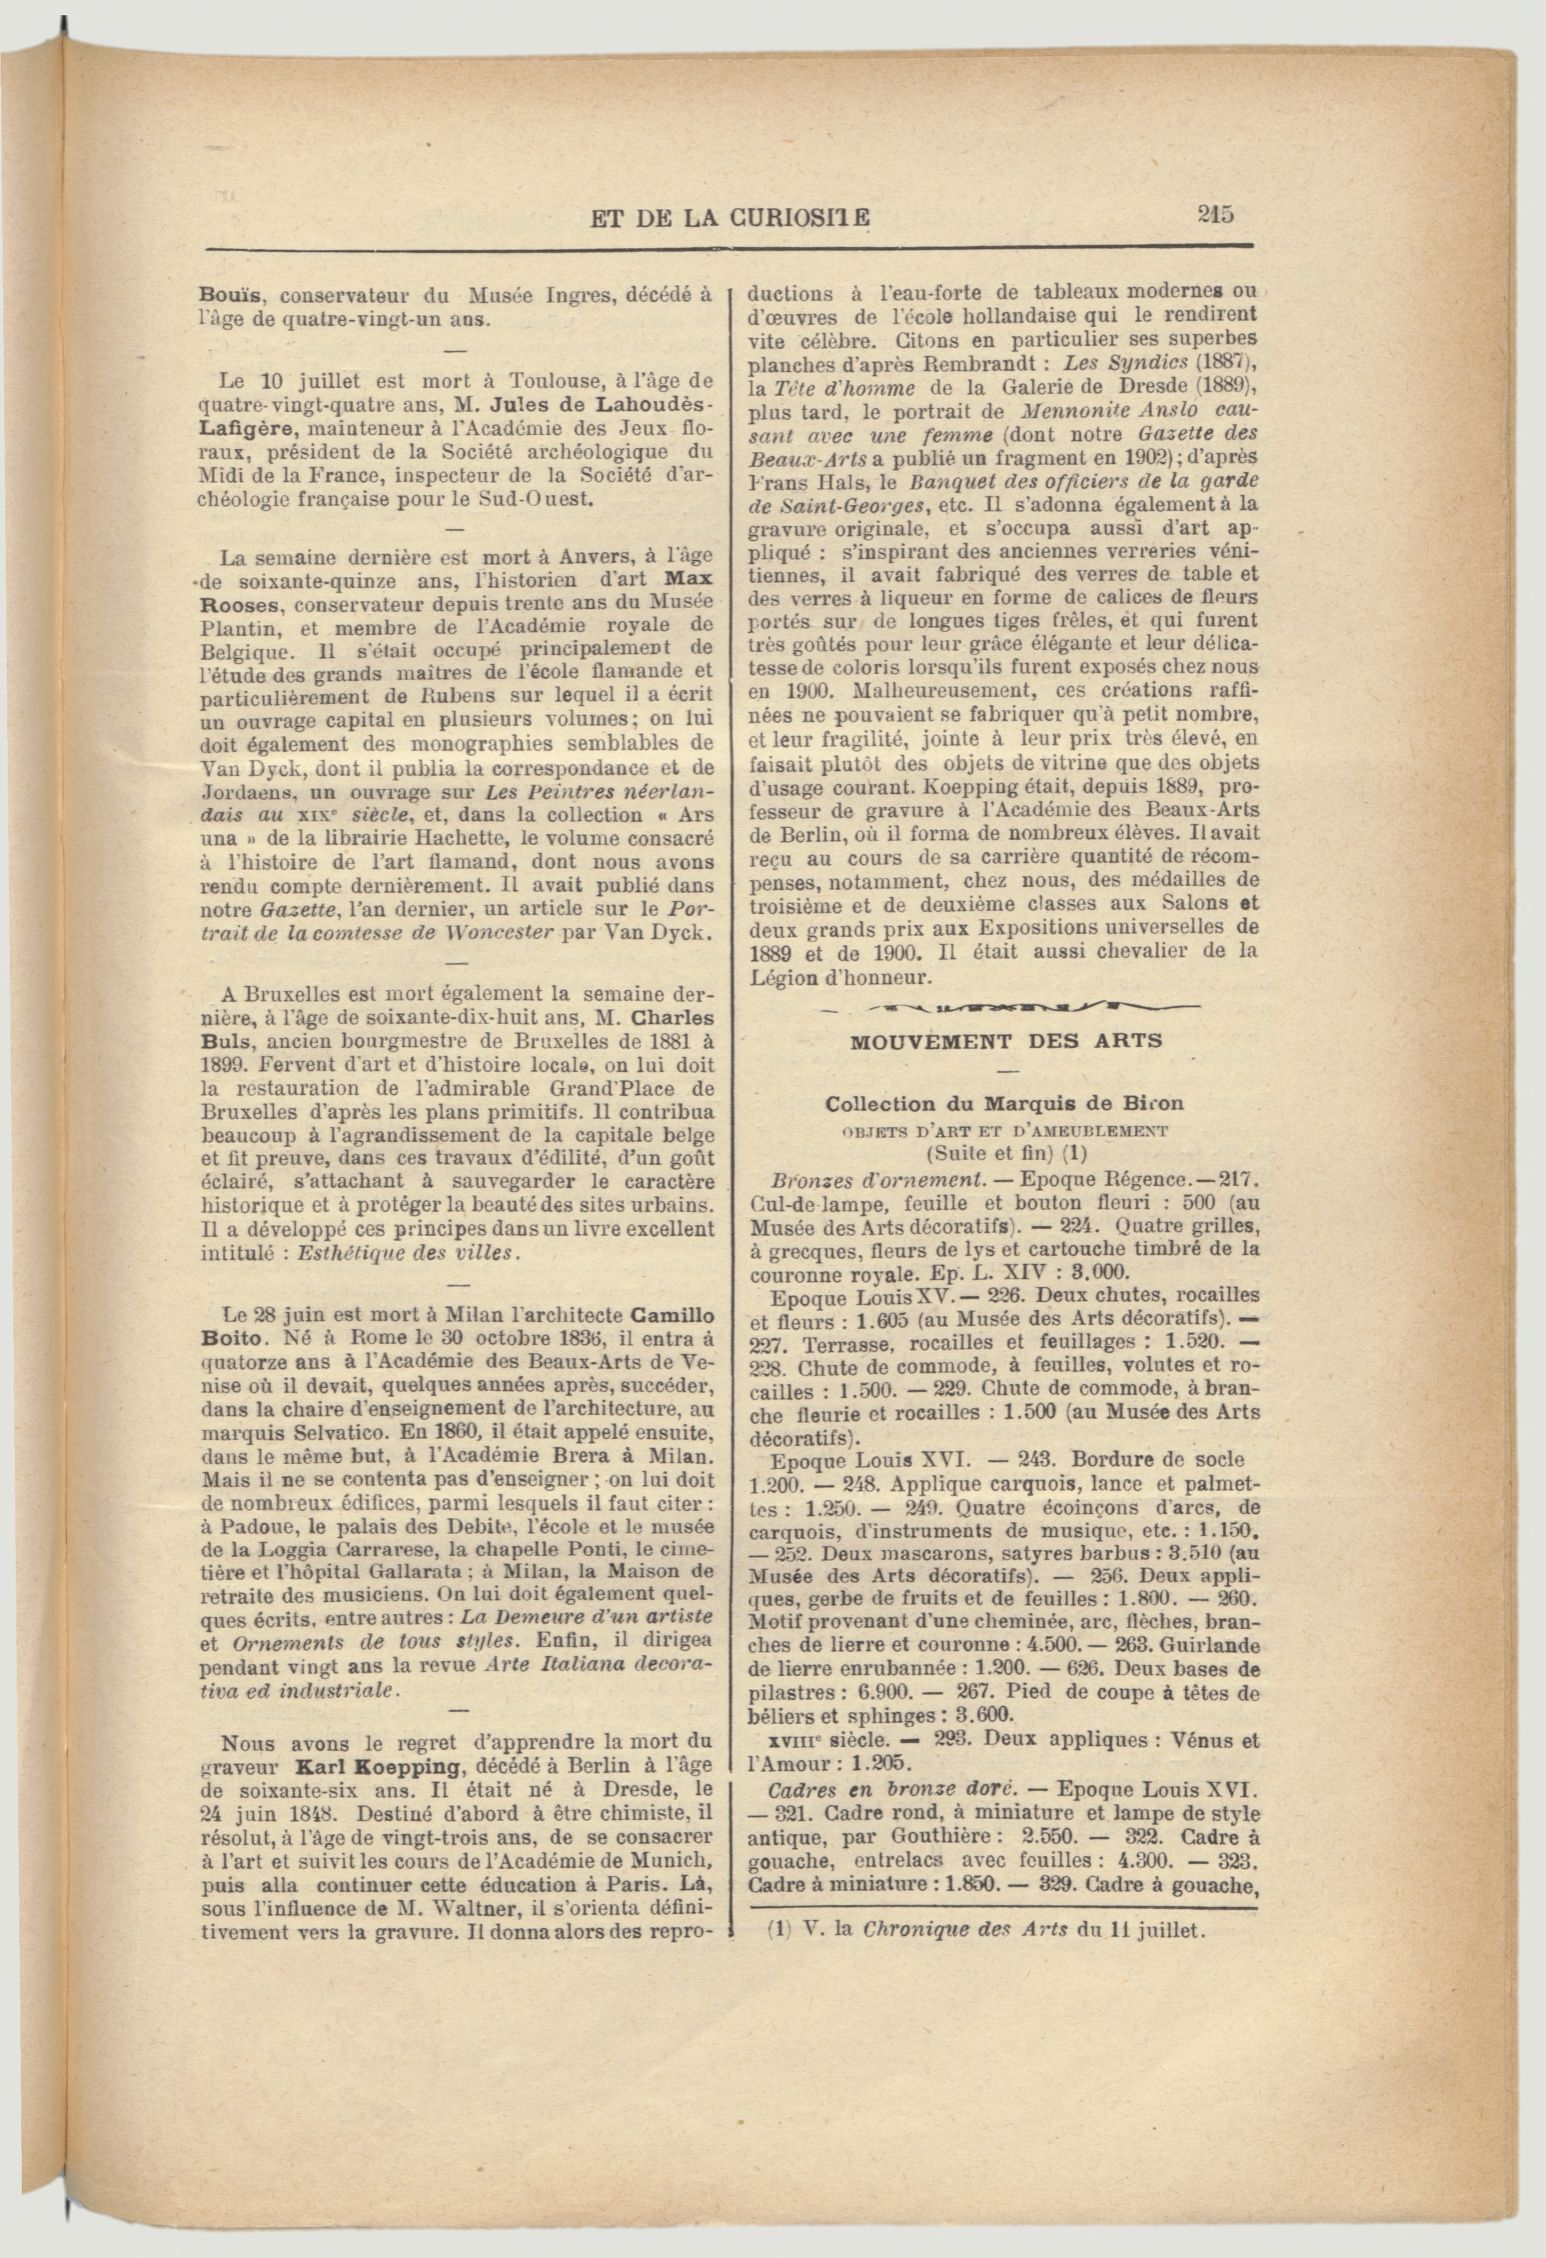 ET DE LA CURIOSITE
215
Bouïs, conservateur du Musée Ingres, décédé à
l'âge de quatre-vingt-un ans.
—
Le 10 juillet est mort à Toulouse, à l'âge de
quatre-vingt-quatre ans, M. Jules de Lahoudès-
Lafigère, mainteneur à l'Académie des Jeux flo-
raux, président de la Société archéologique du
Midi de la France, inspecteur de la Société d'ar-
chéologie française pour le Sud-Ouest.
—
La semaine dernière est mort à Anvers, à l'âge
de soixante-quinze ans, l'historien d'art Max
Rooses, conservateur depuis trente ans du Musée
Plantin, et membre de l'Académie royale de
Belgique. Il s'était occupé principalement de
l'étude des grands maîtres de l'école flamande et
particulièrement de Rubens sur lequel il a écrit
un ouvrage capital en plusieurs volumes; on lui
doit également des monographies semblables de
Van Dyck, dont il publia la correspondance et de
Jordaens, un ouvrage sur Les Peintres néerlan-
dais au XIXe siècle, et, dans la collection « Ars
una » de la librairie Hachette, le volume consacré
à l'histoire de l'art flamand, dont nous avons
rendu compte dernièrement. Il avait publié dans
notre Gazette, l'an dernier, un article sur le Por-
trait de la comtesse de Woncester par Van Dyck.
—
A Bruxelles est mort également la semaine der-
nière, à l'âge de soixante-dix-huit ans, M. Charles
Buls, ancien bourgmestre de Bruxelles de 1881 à
1899. Fervent d'art et d'histoire locale, on lui doit
la restauration de l'admirable Grand'Place de
Bruxelles d'après les plans primitifs. Il contribua
beaucoup à l'agrandissement de la capitale belge
et fit preuve, dans ces travaux d'édilité, d'un goût
éclairé, s'attachant à sauvegarder le caractère
historique et à protéger la beauté des sites urbains.
Il a développé ces principes dans un livre excellent
intitulé : Esthétique des villes.
—
Le 28 juin est mort à Milan l'architecte Camillo
Boito. Né à Rome le 30 octobre 1836, il entra à
quatorze ans à l'Académie des Beaux-Arts de Ve-
nise où il devait, quelques années après, succéder,
dans la chaire d'enseignement de l'architecture, au
marquis Selvatico. En 1860, il était appelé ensuite,
dans le même but, à l'Académie Brera à Milan.
Mais il ne se contenta pas d'enseigner ; on lui doit
de nombreux édifices, parmi lesquels il faut citer :
à Padoue, le palais des Debite, l'école et le musée
de la Loggia Carrarese, la chapelle Ponti, le cime-
tière et l'hôpital Gallarata ; à Milan, la Maison de
retraite des musiciens. On lui doit également quel-
ques écrits, entre autres : La Demeure d'un artiste
et Ornements de tous styles. Enfin, il dirigea
pendant vingt ans la revue Arte Italiana decora-
tiva ed industriale.
—
Nous avons le regret d'apprendre la mort du
graveur Karl Koepping, décédé à Berlin à l'âge
de soixante-six ans. Il était né à Dresde, le
24 juin 1848. Destiné d'abord à être chimiste, il
résolut, à l'âge de vingt-trois ans, de se consacrer
à l'art et suivit les cours de l'Académie de Munich,
puis alla continuer cette éducation à Paris. Là,
sous l'influence de M. Waltner, il s'orienta défini-
tivement vers la gravure. Il donna alors des repro-
ductions à l'eau-forte de tableaux modernes ou
d'œuvres de l'école hollandaise qui le rendirent
vite célèbre. Citons en particulier ses superbes
planches d'après Rembrandt : Les Syndics (1887),
la Tête d'homme de la Galerie de Dresde (1889),
plus tard, le portrait de Mennonite Anslo cau-
sant avec une femme (dont notre Gazette des
Beaux-Arts a publié un fragment en 1902) ; d'après
Frans Hals, le Banquet des officiers de la garde
de Saint-Georges, etc. Il s'adonna également à la
gravure originale, et s'occupa aussi d'art ap-
pliqué : s'inspirant des anciennes verreries véni-
tiennes, il avait fabriqué des verres de table et
des verres à liqueur en forme de calices de fleurs
portés sur de longues tiges frêles, et qui furent
très goûtés pour leur grâce élégante et leur délica-
tesse de coloris lorsqu'ils furent exposés chez nous
en 1900. Malheureusement, ces créations raffi-
nées ne pouvaient se fabriquer qu'à petit nombre,
et leur fragilité, jointe à leur prix très élevé, en
faisait plutôt des objets de vitrine que des objets
d'usage courant. Koepping était, depuis 1889, pro-
fesseur de gravure à l'Académie des Beaux-Arts
de Berlin, où il forma de nombreux élèves. Il avait
reçu au cours de sa carrière quantité de récom-
penses, notamment, chez nous, des médailles de
troisième et de deuxième classes aux Salons et
deux grands prix aux Expositions universelles de
1889 et de 1900. Il était aussi chevalier de la
Légion d'honneur.
MOUVEMENT DES ARTS
—
Collection du Marquis de Biron
OBJETS D'ART ET D'AMEUBLEMENT
(Suite et fin) (1)
Bronzes d'ornement. — Epoque Régence. — 217.
Cul-de-lampe, feuille et bouton fleuri : 500 (au
Musée des Arts décoratifs). — 224. Quatre grilles,
à grecques, fleurs de lys et cartouche timbré de la
couronne royale. Ep. L. XIV : 3.000.
Epoque Louis XV. — 226. Deux chutes, rocailles
et fleurs : 1.605 (au Musée des Arts décoratifs). —
227. Terrasse, rocailles et feuillages : 1.520. —
228. Chute de commode, à feuilles, volutes et ro-
cailles : 1.500. — 229. Chute de commode, à bran-
che fleurie et rocailles : 1.500 (au Musée des Arts
décoratifs).
Epoque Louis XVI. — 243. Bordure de socle
1.200. — 248. Applique carquois, lance et palmet-
tes : 1.250. — 249. Quatre écoinçons d'arcs, de
carquois, d'instruments de musique, etc. : 1.150.
— 252. Deux mascarons, satyres barbus : 3.510 (au
Musée des Arts décoratifs). — 256. Deux appli-
ques, gerbe de fruits et de feuilles : 1.800. — 260.
Motif provenant d'une cheminée, arc, flèches, bran-
ches de lierre et couronne : 4.500. — 263. Guirlande
de lierre enrubannée : 1.200. — 626. Deux bases de
pilastres : 6.900. — 267. Pied de coupe à têtes de
béliers et sphinges : 3.600.
XVIIIe siècle. — 293. Deux appliques : Vénus et
l'Amour : 1.205.
Cadres en bronze doré. — Epoque Louis XVI.
— 321. Cadre rond, à miniature et lampe de style
antique, par Gouthière : 2.550. — 322. Cadre à
gouache, entrelacs avec feuilles : 4.300. — 323.
Cadre à miniature : 1.850. — 329. Cadre à gouache,
(1) V. la Chronique des Arts du 11 juillet.